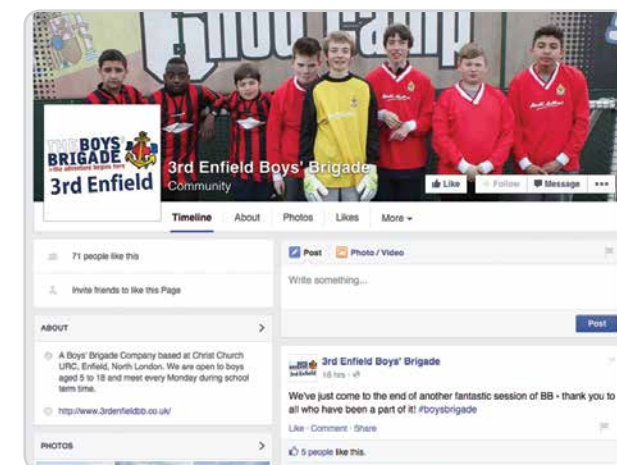 THE BOYS'
BRIGADE
the adventure begins here
3rd Enfield
3rd Enfield Boys' Brigade
Community
Like
Follow
Message
Timeline
About
Photos
Likes
More
71 people like this
Invite friends to like this Page
ABOUT
A Boys' Brigade Company based at Christ Church
URC, Enfield, North London. We are open to boys
aged 5 to 18 and meet every Monday during school
term time.
http://www.3rdenfieldbb.co.uk/
PHOTOS
Post
Photo / Video
Write something...
Post
3rd Enfield Boys' Brigade
16 hrs
We've just come to the end of another fantastic session of BB - thank you to
all who have been a part of it! #boysbrigade
Like · Comment · Share
5 people like this.